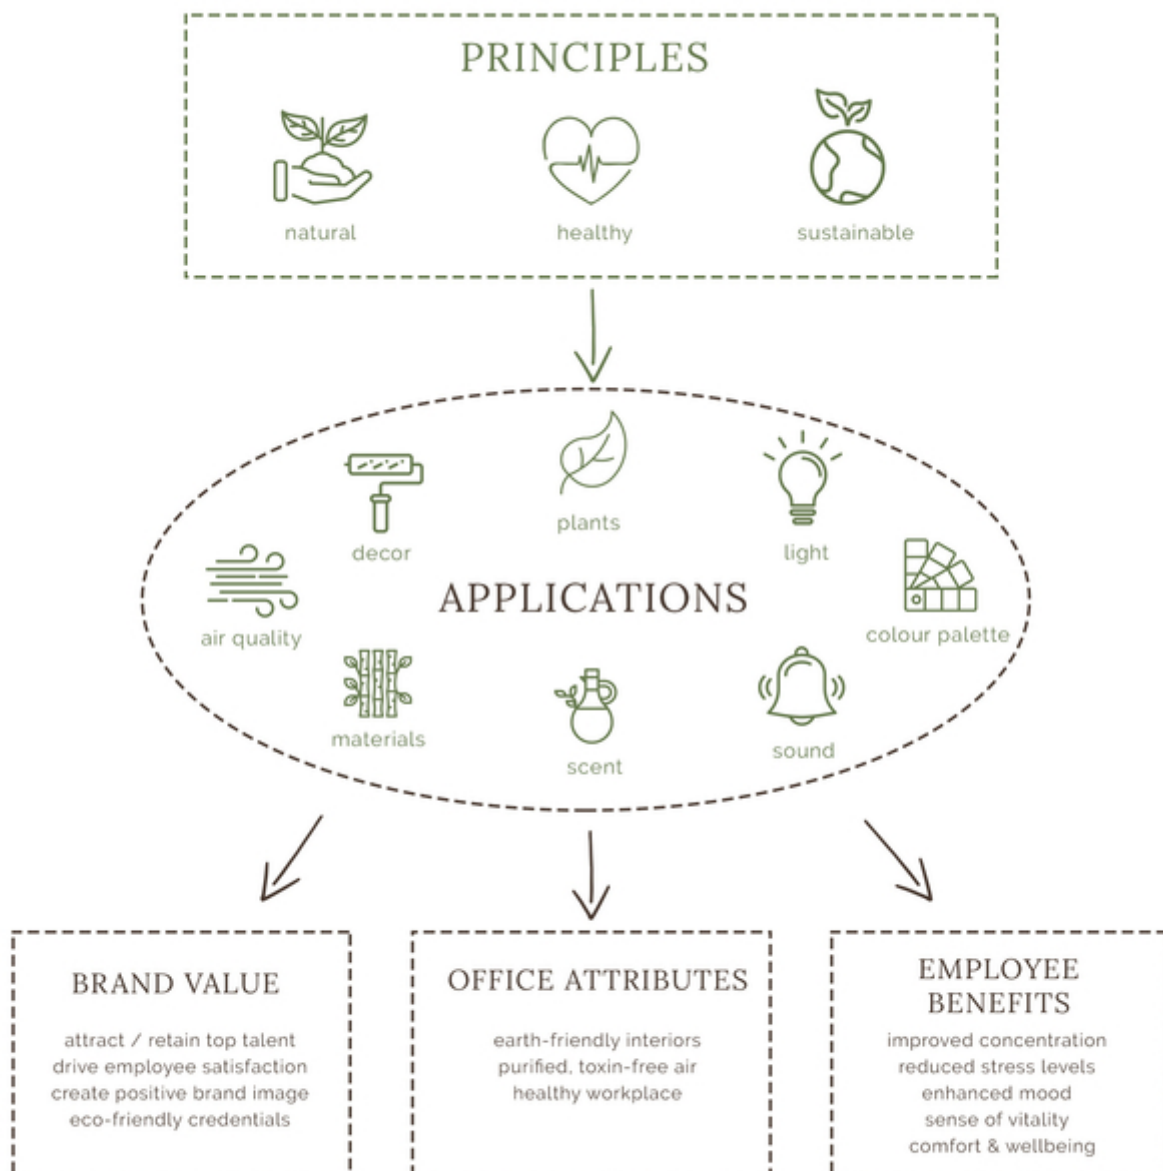 PRINCIPLES
natural
healthy
sustainable
plants
decor
light
APPLICATIONS
air quality
colour palette
materials
sound
scent
BRAND VALUE
attract / retain top talent
drive employee satisfaction
create positive brand image
eco-friendly credentials
OFFICE ATTRIBUTES
earth-friendly interiors
purified, toxin-free air
healthy workplace
EMPLOYEE
BENEFITS
improved concentration
reduced stress levels
enhanced mood
sense of vitality
comfort & wellbeing